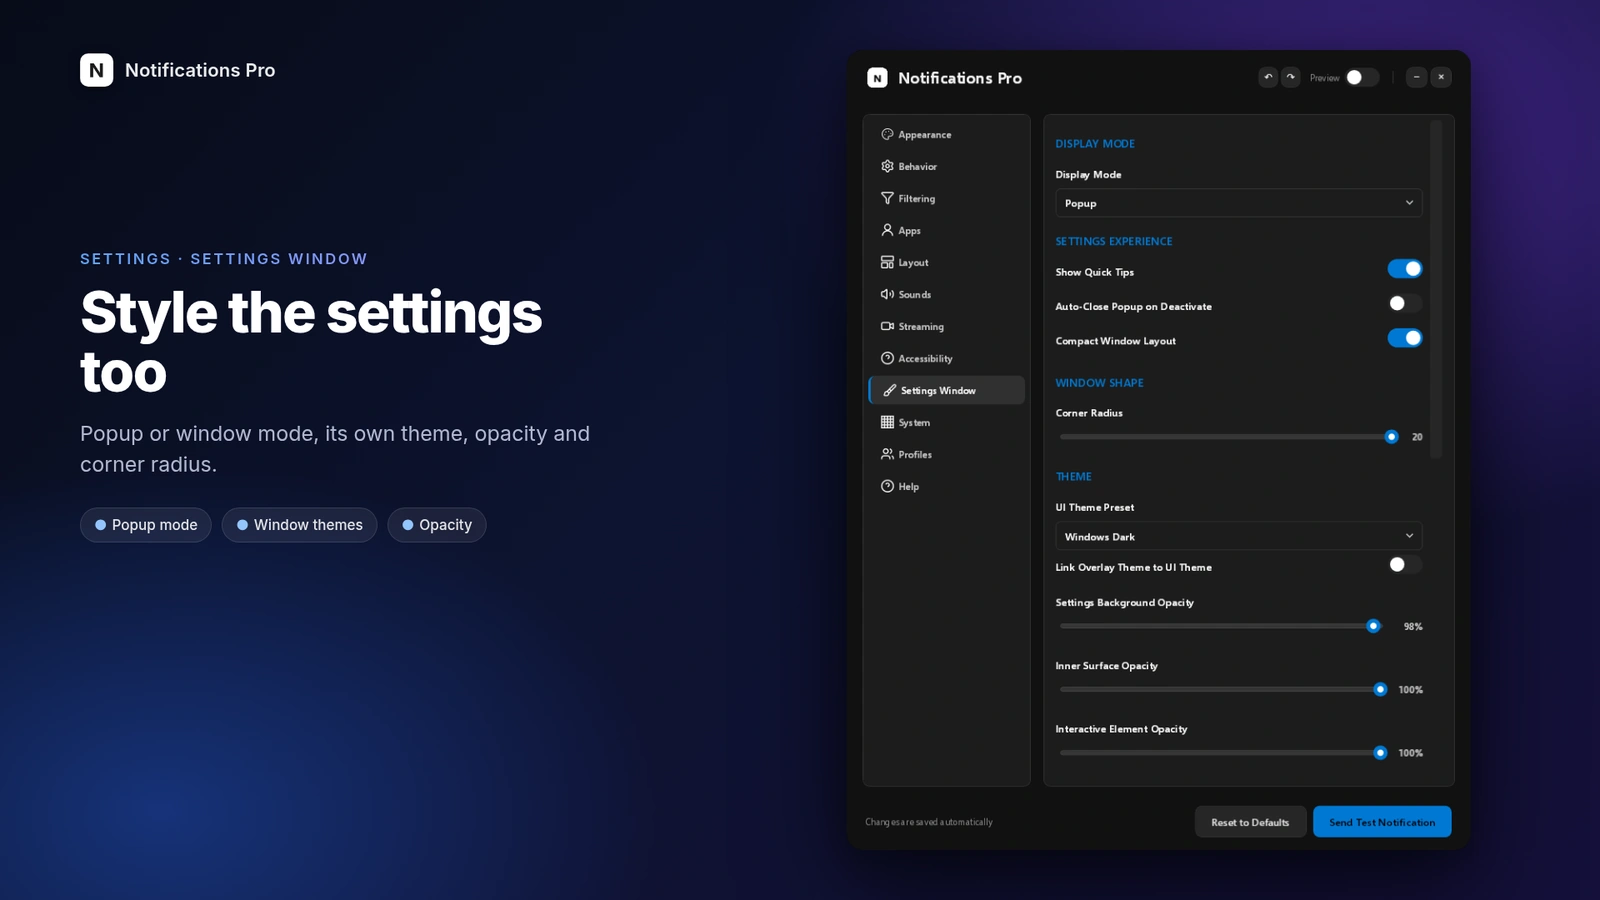 N Notifications Pro
SETTINGS · SETTINGS WINDOW
Style the settings
too
Popup or window mode, its own theme, opacity and
corner radius.
Popup mode
Window themes
Opacity
N Notifications Pro
Preview
Appearance
Behavior
Filtering
Apps
Layout
Sounds
Streaming
Accessibility
Settings Window
System
Profiles
Help
DISPLAY MODE
Display Mode
Popup
SETTINGS EXPERIENCE
Show Quick Tips
Auto-Close Popup on Deactivate
Compact Window Layout
WINDOW SHAPE
Corner Radius
20
THEME
UI Theme Preset
Windows Dark
Link Overlay Theme to UI Theme
Settings Background Opacity
98%
Inner Surface Opacity
100%
Interactive Element Opacity
100%
Changes are saved automatically
Reset to Defaults
Send Test Notification